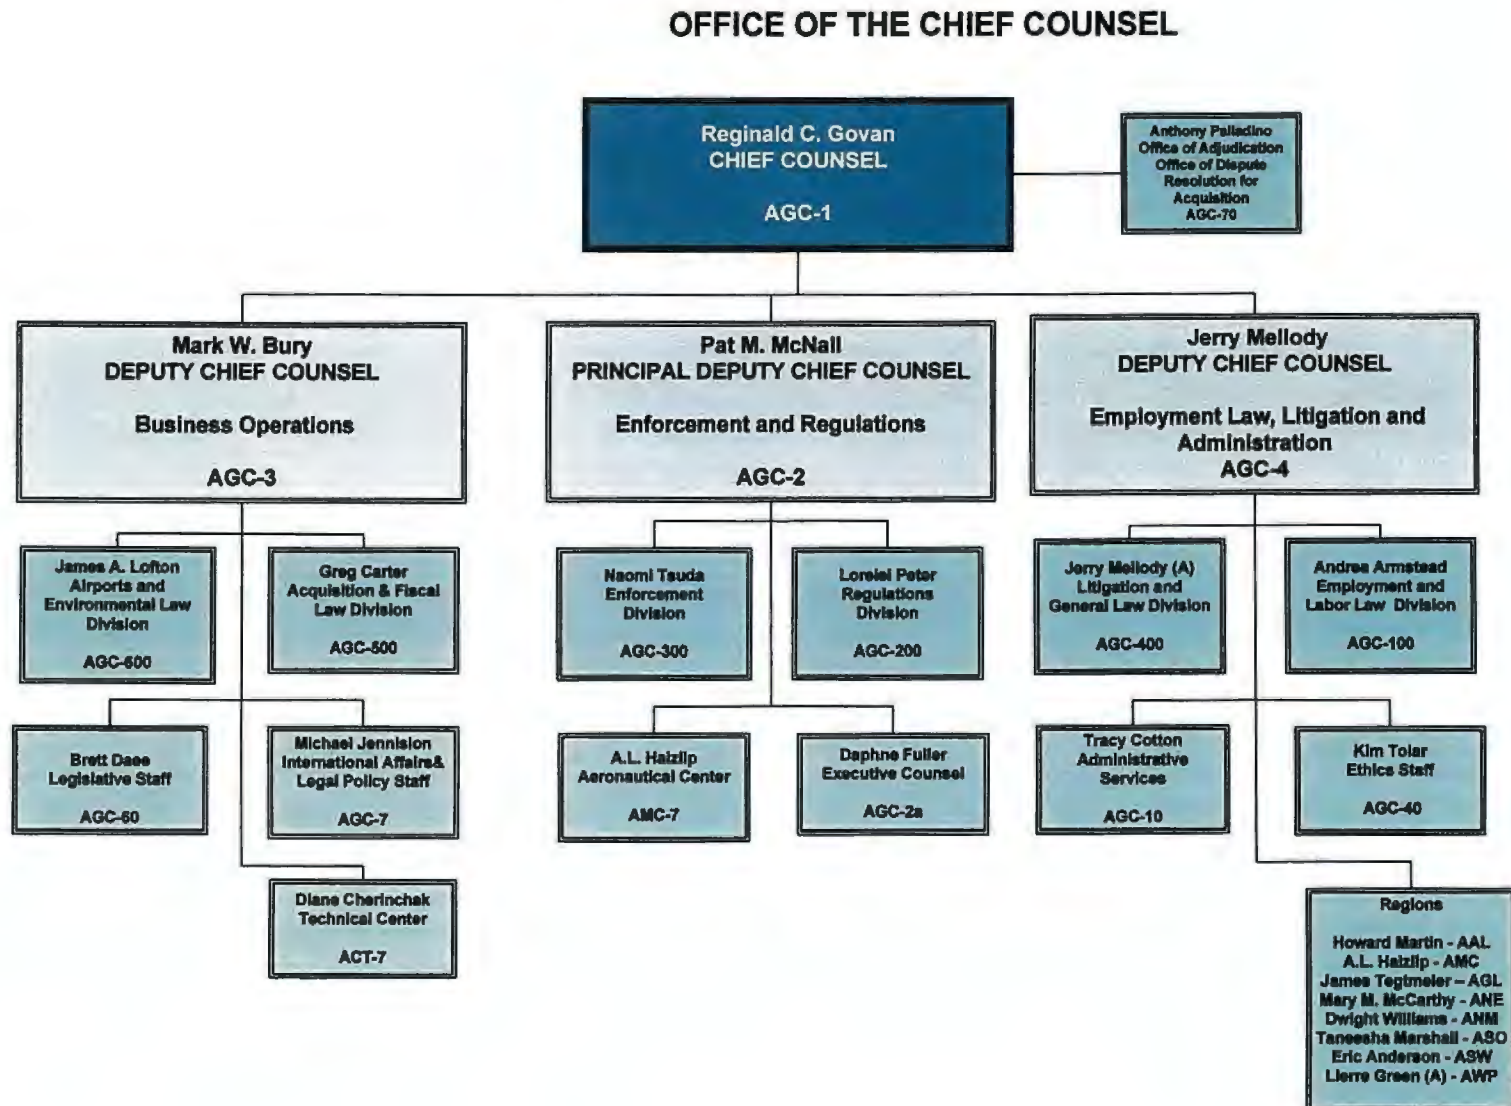 OFFICE OF THE CHIEF COUNSEL
Reginald C. Govan
CHIEF COUNSEL
AGC-1
Anthony Palladino
Office of Adjudication
Office of Dispute
Resolution for
Acquisition
AGC-70
Mark W. Bury
DEPUTY CHIEF COUNSEL
Business Operations
AGC-3
Pat M. McNall
PRINCIPAL DEPUTY CHIEF COUNSEL
Enforcement and Regulations
AGC-2
Jerry Mellody
DEPUTY CHIEF COUNSEL
Employment Law, Litigation and
Administration
AGC-4
James A. Lofton
Airports and
Environmental Law
Division
AGC-600
Greg Carter
Acquisition & Fiscal
Law Division
AGC-500
Naomi Tsuda
Enforcement
Division
AGC-300
Lorelei Peter
Regulations
Division
AGC-200
Jerry Mellody (A)
Litigation and
General Law Division
AGC-400
Andrea Armstead
Employment and
Labor Law Division
AGC-100
Brett Dase
Legislative Staff
AGC-60
Michael Jennision
International Affairs&
Legal Policy Staff
AGC-7
A.L. Haizlip
Aeronautical Center
AMC-7
Daphne Fuller
Executive Counsel
AGC-2a
Tracy Cotton
Administrative
Services
AGC-10
Kim Tolar
Ethics Staff
AGC-40
Diane Cherinchak
Technical Center
ACT-7
Regions
Howard Martin - AAL
A.L. Haizlip - AMC
James Tegtmeier – AGL
Mary M. McCarthy - ANE
Dwight Williams - ANM
Taneesha Marshall - ASO
Eric Anderson - ASW
Lierre Green (A) - AWP